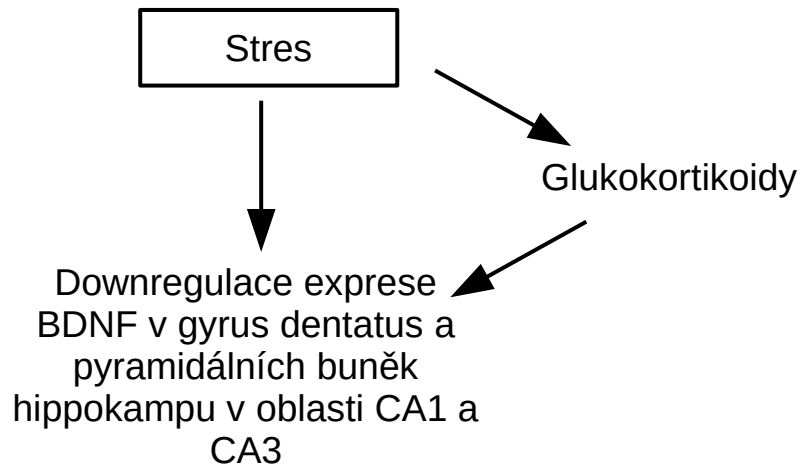 Stres
Glukokortikoidy
Downregulace exprese
BDNF v gyrus dentatus a
pyramidálních buněk
hippokampu v oblasti CA1 a
CA3